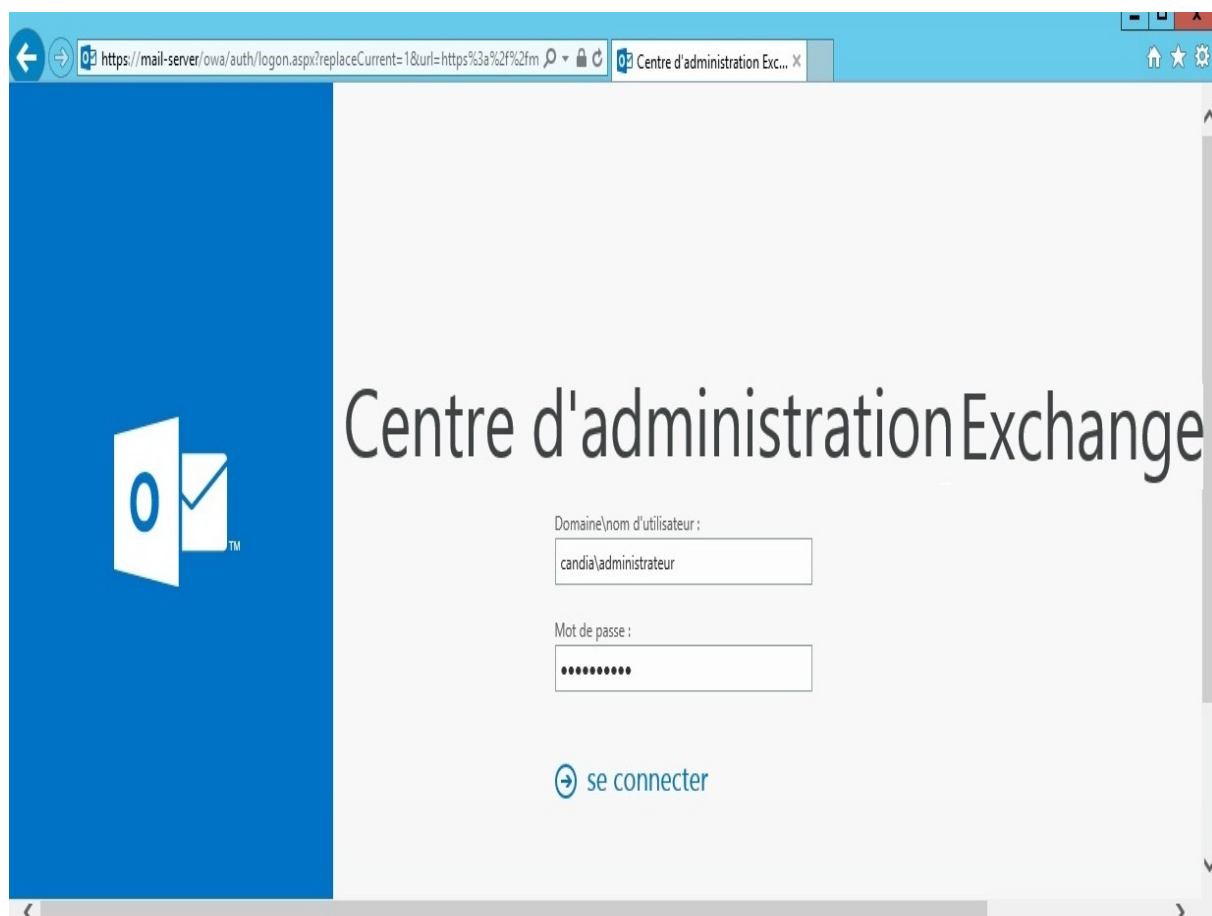 https://mail-server/owa/auth/logon.aspx?replaceCurrent=1&url=https%3a%2f%2fm
Centre d'administration Exc...
Centre d'administration Exchange
Domaine\nom d'utilisateur :
candia\administrateur
Mot de passe :
••••••••••
se connecter
TM